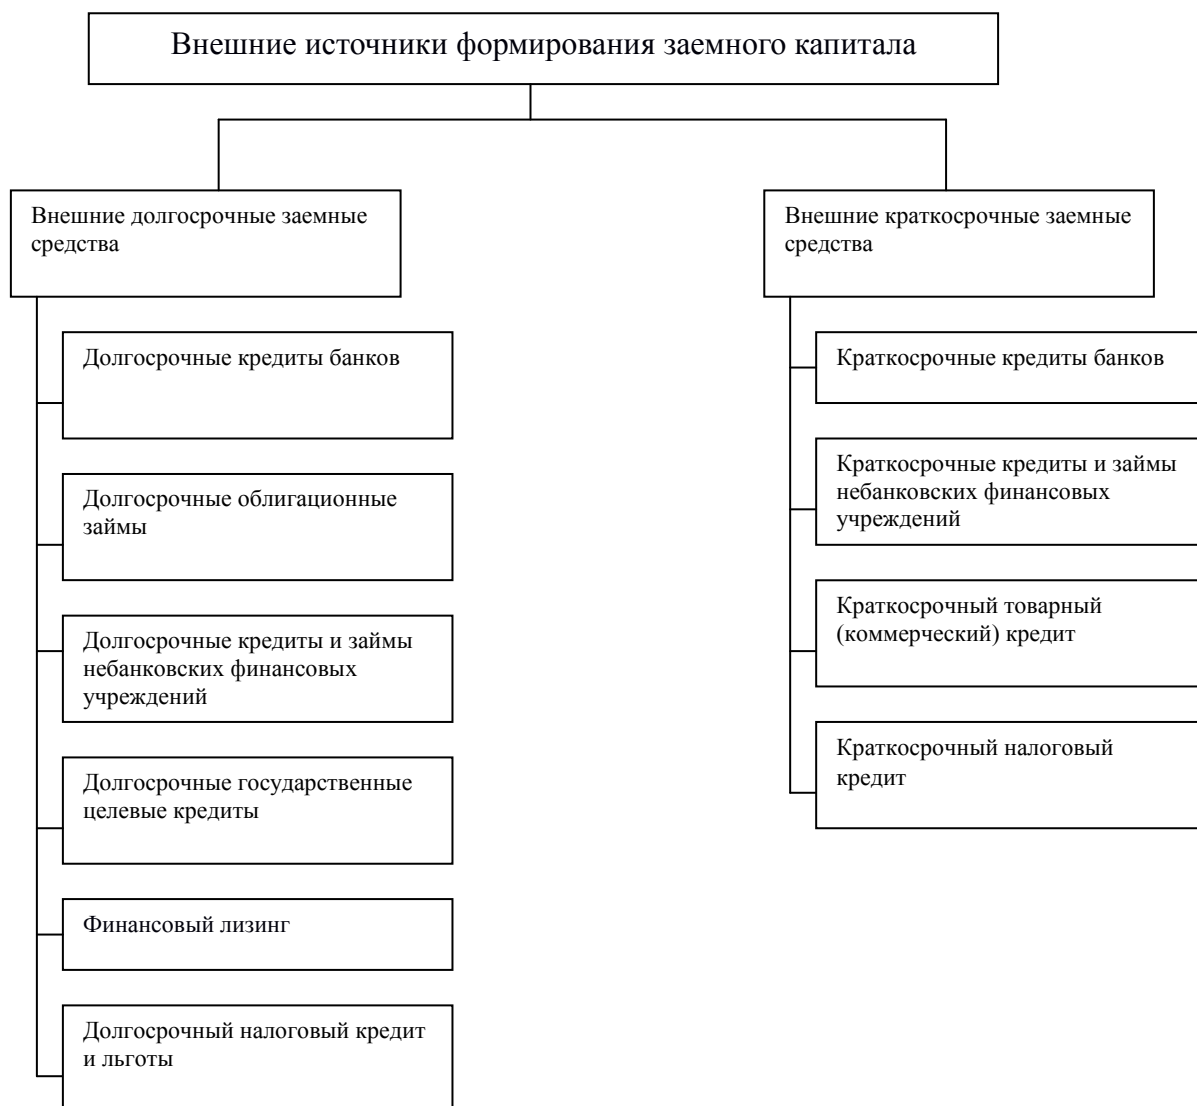 Внешние источники формирования заемного капитала
Внешние долгосрочные заемные
средства
Долгосрочные кредиты банков
Долгосрочные облигационные
займы
Долгосрочные кредиты и займы
небанковских финансовых
учреждений
Долгосрочные государственные
целевые кредиты
Финансовый лизинг
Долгосрочный налоговый кредит
и льготы
Внешние краткосрочные заемные
средства
Краткосрочные кредиты банков
Краткосрочные кредиты и займы
небанковских финансовых
учреждений
Краткосрочный товарный
(коммерческий) кредит
Краткосрочный налоговый
кредит